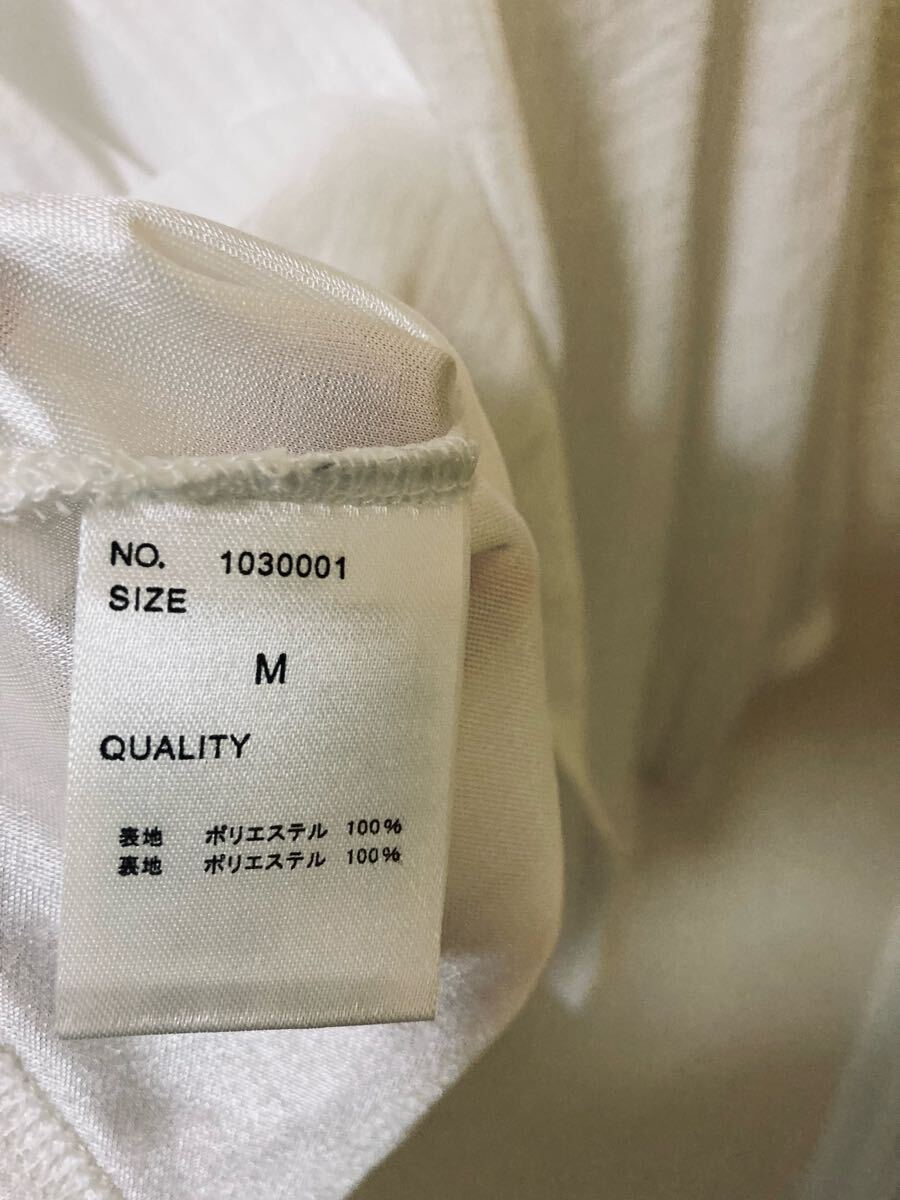 NO. 1030001
SIZE
M
QUALITY
表地 ポリエステル 100%
裏地 ポリエステル 100%